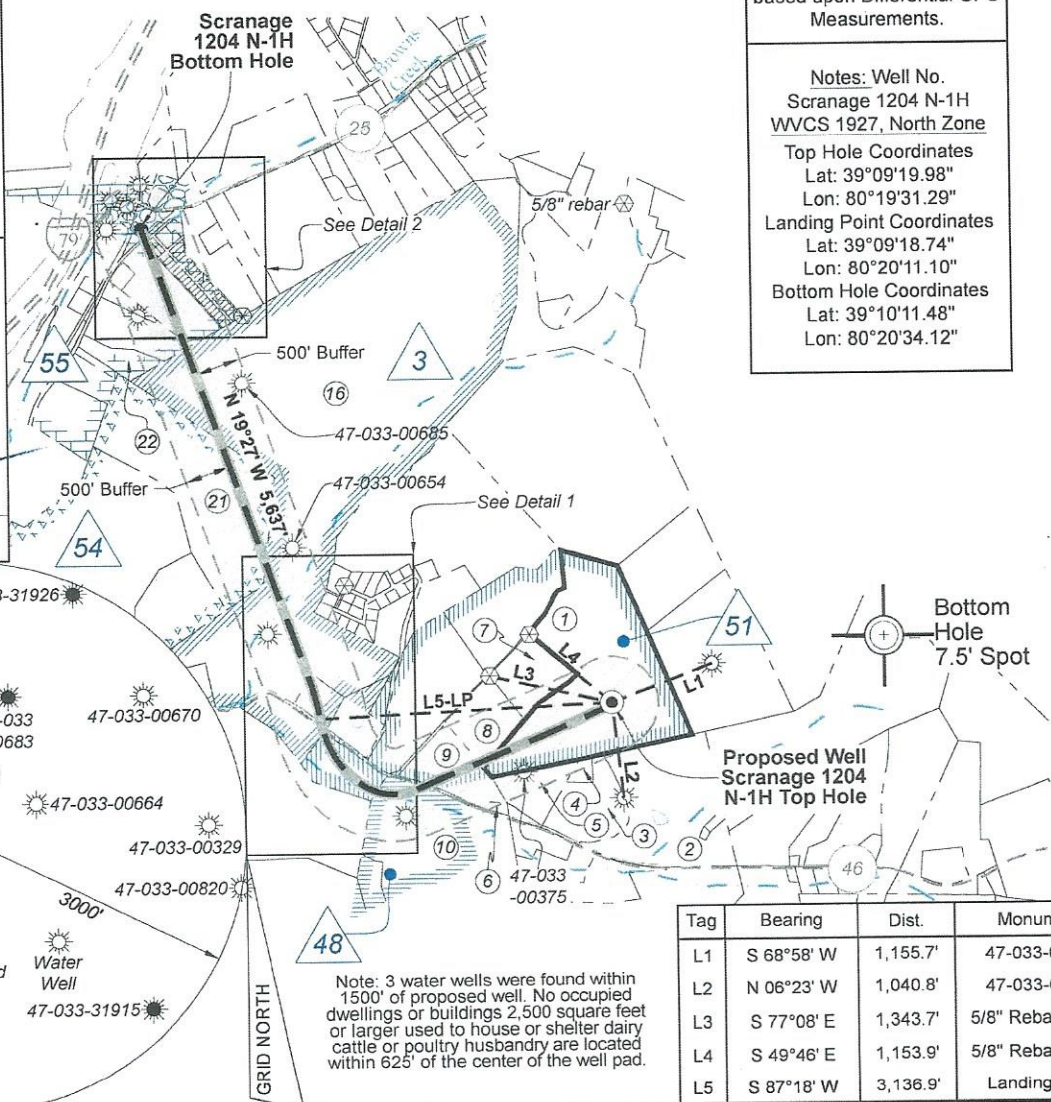 Scranage
1204 N-1H
Bottom Hole
Browns
Creek
25
79
See Detail 2
5/8" rebar
Measurements.
Notes: Well No.
Scranage 1204 N-1H
WVCS 1927, North Zone
Top Hole Coordinates
Lat: 39°09'19.98"
Lon: 80°19'31.29"
Landing Point Coordinates
Lat: 39°09'18.74"
Lon: 80°20'11.10"
Bottom Hole Coordinates
Lat: 39°10'11.48"
Lon: 80°20'34.12"
55
500' Buffer
3
16
22
N 19°27' W 5,637'
47-033-00685
500' Buffer
21
47-033-00654
See Detail 1
54
-31926
1
7
L4
51
L3
L1
L5-LP
Bottom
Hole
7.5' Spot
-033
47-033-00670
8
9
L2
Proposed Well
Scranage 1204
N-1H Top Hole
47-033-00664
4
5
3
2
47-033-00329
10
6
47-033
-00375
46
47-033-00820
3000'
Water
Well
48
47-033-31915
GRID NORTH
Note: 3 water wells were found within
1500' of proposed well. No occupied
dwellings or buildings 2,500 square feet
or larger used to house or shelter dairy
cattle or poultry husbandry are located
within 625' of the center of the well pad.
Tag Bearing Dist.
L1 S 68°58' W 1,155.7' 47-033-
L2 N 06°23' W 1,040.8' 47-033-
L3 S 77°08' E 1,343.7' 5/8"
L4 S 49°46' E 1,153.9' 5/8"
L5 S 87°18' W 3,136.9' Landing